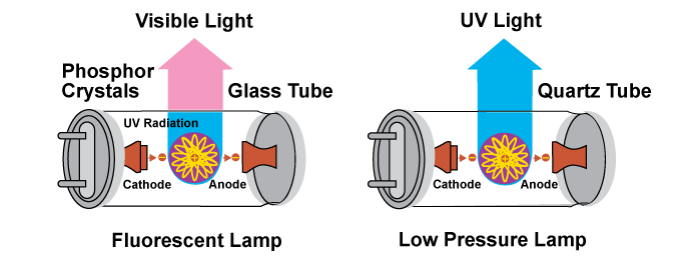 Visible Light
Phosphor
Crystals
Glass Tube
UV Radiation
Cathode
Anode
Fluorescent Lamp
UV Light
Quartz Tube
Cathode
Anode
Low Pressure Lamp